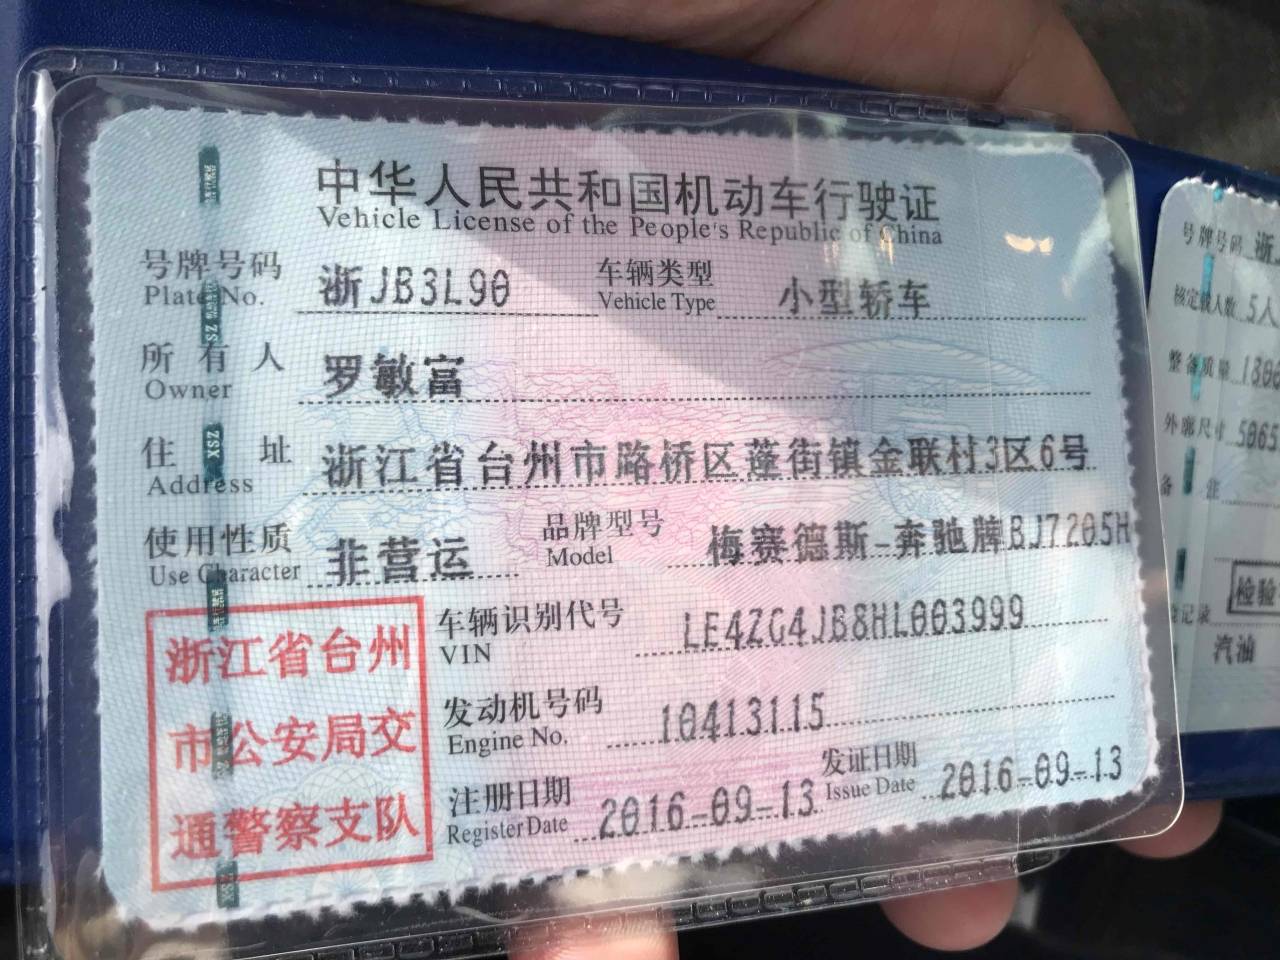 中华人民共和国机动车行驶证
Vehicle License of the People's Republic of China
号牌号码 浙JB3L90 车辆类型 小型轿车
Plate No. Vehicle Type
所有人 罗敏富
Owner
住址 浙江省台州市路桥区蓬街镇金联村3区6号
Address
使用性质 非营运 品牌型号 梅赛德斯-奔驰牌BJ7205H
Use Character Model
浙江省台州
市公安局交
通警察支队
车辆识别代号 LE4ZG4JB8HL003999
VIN
发动机号码 10413115
Engine No.
注册日期 2016-09-13 发证日期 2016-09-13
Register Date Issue Date
号牌号码 浙
核定载人数 5人
整备质量 180
外廓尺寸 5065
备注
检验
记录
汽油